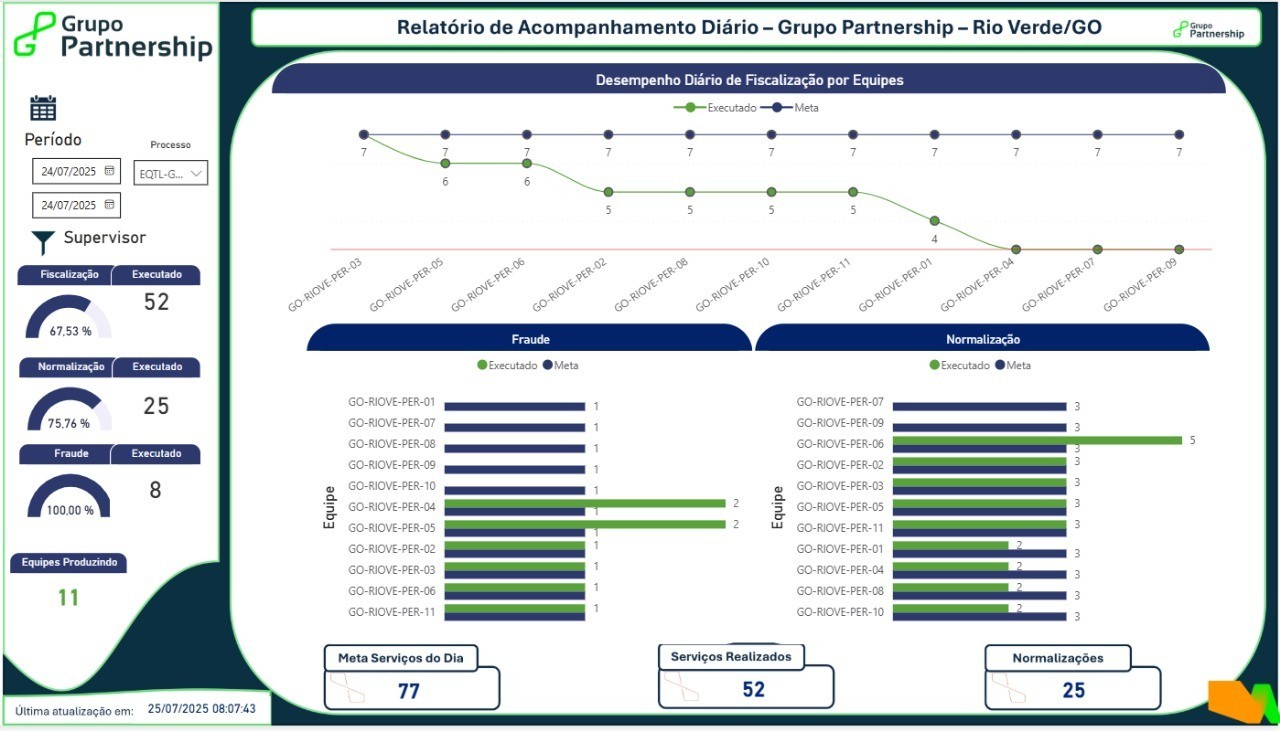 Grupo
Partnership
Relatório de Acompanhamento Diário – Grupo Partnership – Rio Verde/GO
Grupo
Partnership
Período
Processo
24/07/2025
EQTL-G...
24/07/2025
Supervisor
Fiscalização
Executado
52
67,53 %
Normalização
Executado
25
75,76 %
Fraude
Executado
8
100,00 %
Equipes Produzindo
11
Última atualização em:
25/07/2025 08:07:43
Desempenho Diário de Fiscalização por Equipes
Executado Meta
7 7 7 7 7 7 7 7 7 7 7
6 6
5 5 5 5
4
GO-RIOVE-PER-03
GO-RIOVE-PER-05
GO-RIOVE-PER-06
GO-RIOVE-PER-02
GO-RIOVE-PER-08
GO-RIOVE-PER-10
GO-RIOVE-PER-11
GO-RIOVE-PER-01
GO-RIOVE-PER-04
GO-RIOVE-PER-07
GO-RIOVE-PER-09
Fraude
Executado Meta
Equipe
GO-RIOVE-PER-01 1
GO-RIOVE-PER-07 1
GO-RIOVE-PER-08 1
GO-RIOVE-PER-09 1
GO-RIOVE-PER-10 1
GO-RIOVE-PER-04 2
1
GO-RIOVE-PER-05 2
1
GO-RIOVE-PER-02 1
GO-RIOVE-PER-03 1
GO-RIOVE-PER-06 1
GO-RIOVE-PER-11 1
Normalização
Executado Meta
Equipe
GO-RIOVE-PER-07 3
GO-RIOVE-PER-09 3
GO-RIOVE-PER-06 5
3
GO-RIOVE-PER-02 3
GO-RIOVE-PER-03 3
GO-RIOVE-PER-05 3
GO-RIOVE-PER-11 3
GO-RIOVE-PER-01 2
3
GO-RIOVE-PER-04 2
3
GO-RIOVE-PER-08 2
3
GO-RIOVE-PER-10 2
3
Meta Serviços do Dia
77
Serviços Realizados
52
Normalizações
25